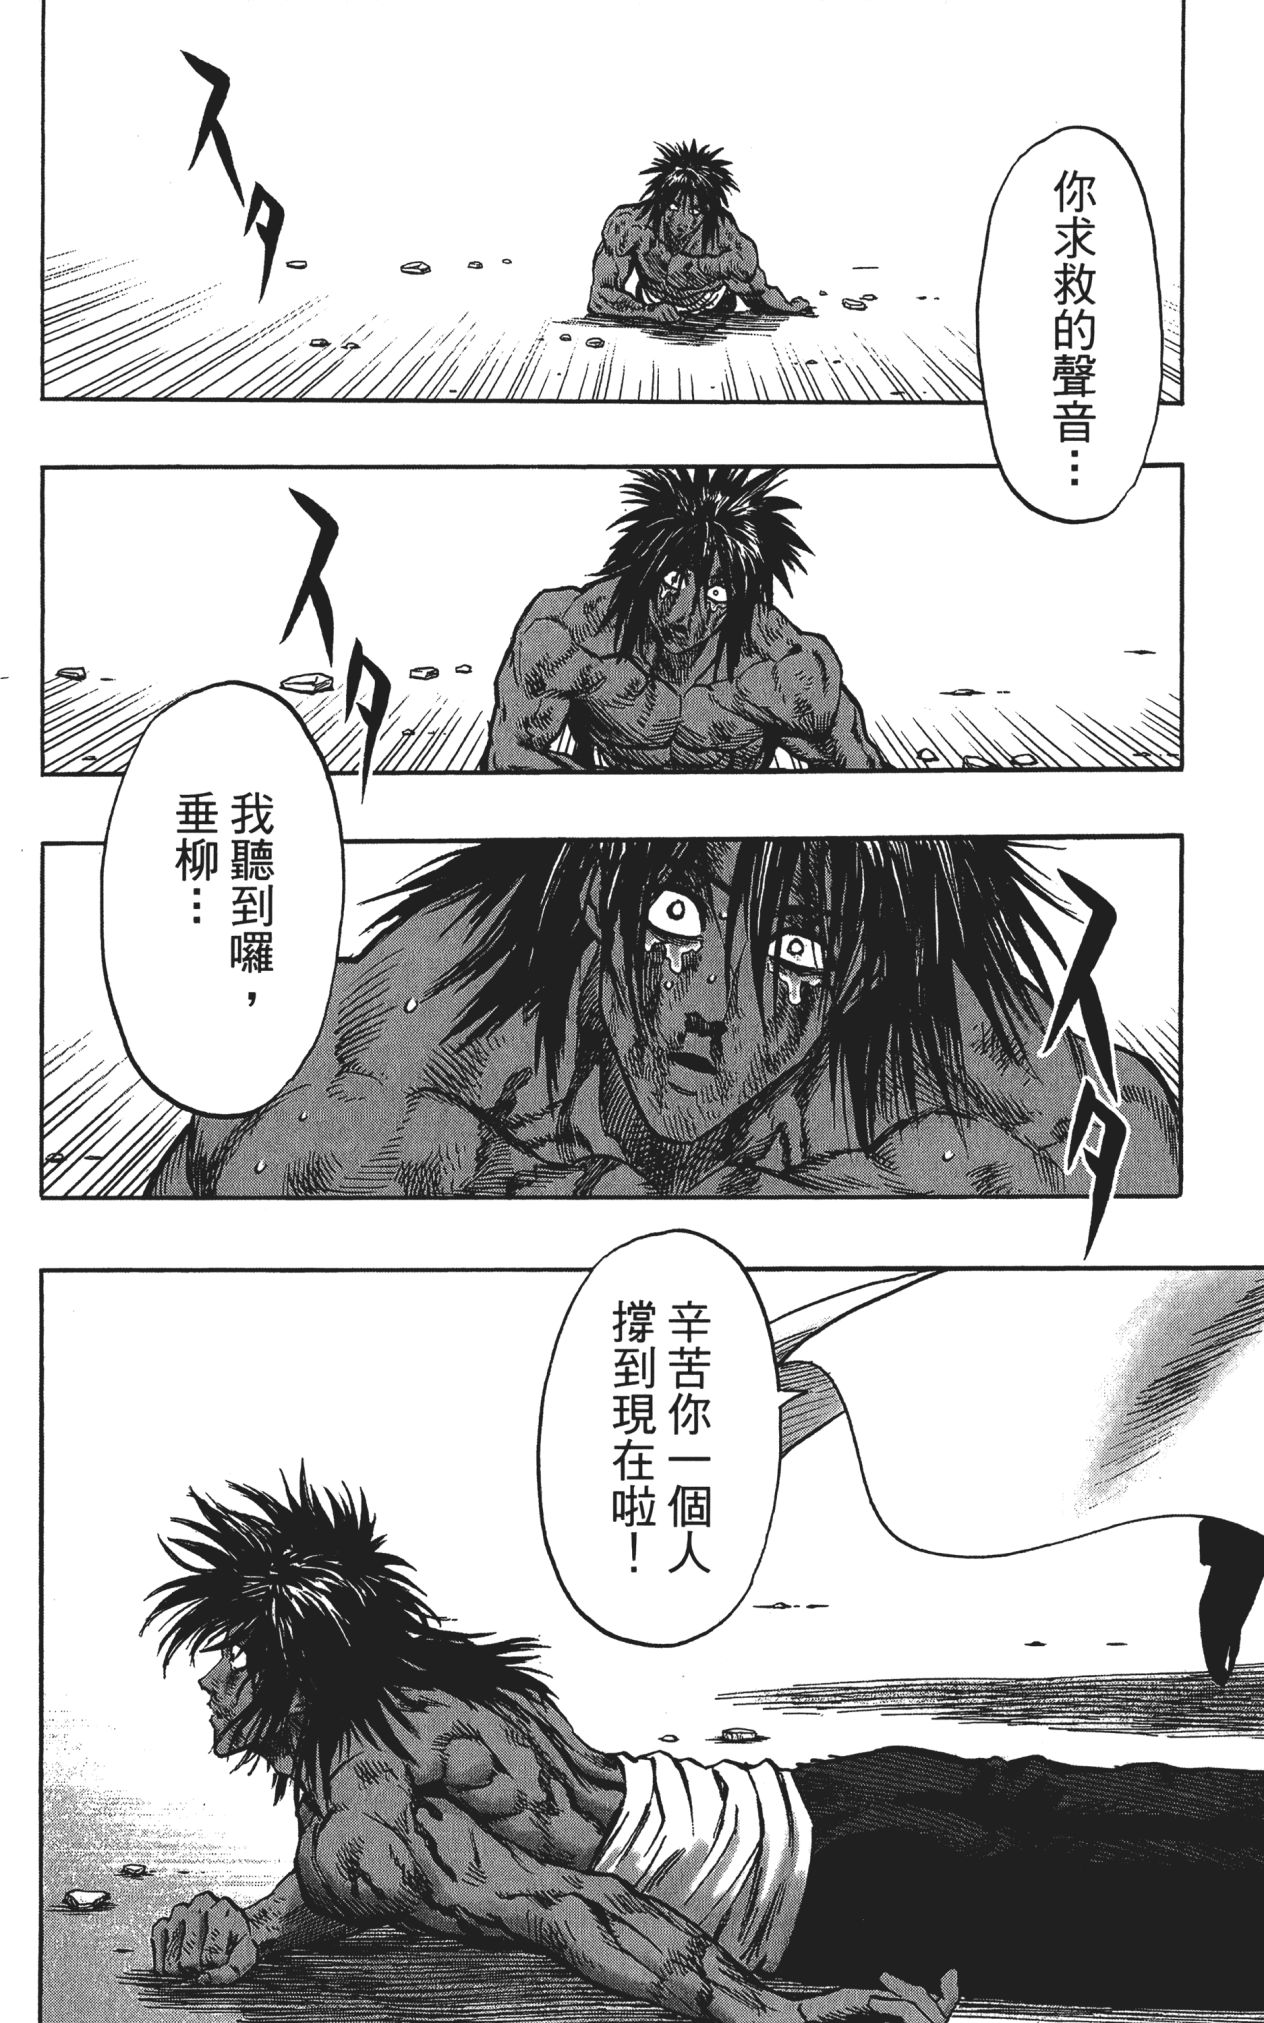 你求救的聲音…
スタ
スタ
我聽到囉，
垂柳…
スタ
辛苦你一個人
撐到現在啦！